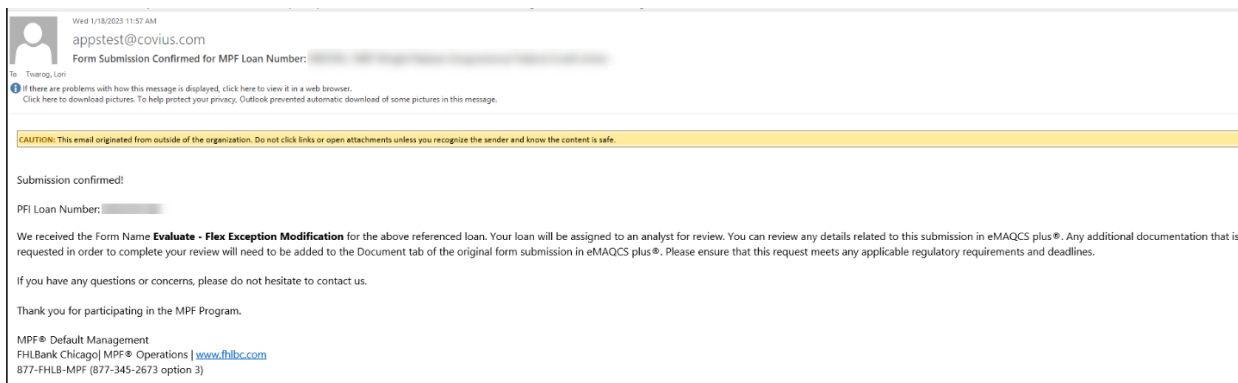 Wed 1/18/2023 11:57 AM
appstest@covius.com
Form Submission Confirmed for MPF Loan Number:
To Twarog, Lori
If there are problems with how this message is displayed, click here to view it in a web browser.
Click here to download pictures. To help protect your privacy, Outlook prevented automatic download of some pictures in this message.
CAUTION: This email originated from outside of the organization. Do not click links or open attachments unless you recognize the sender and know the content is safe.
Submission confirmed!
PFI Loan Number:
We received the Form Name Evaluate - Flex Exception Modification for the above referenced loan. Your loan will be assigned to an analyst for review. You can review any details related to this submission in eMAQCS plus®. Any additional documentation that is
requested in order to complete your review will need to be added to the Document tab of the original form submission in eMAQCS plus®. Please ensure that this request meets any applicable regulatory requirements and deadlines.
If you have any questions or concerns, please do not hesitate to contact us.
Thank you for participating in the MPF Program.
MPF® Default Management
FHLBank Chicago| MPF® Operations | www.fhlbc.com
877-FHLB-MPF (877-345-2673 option 3)